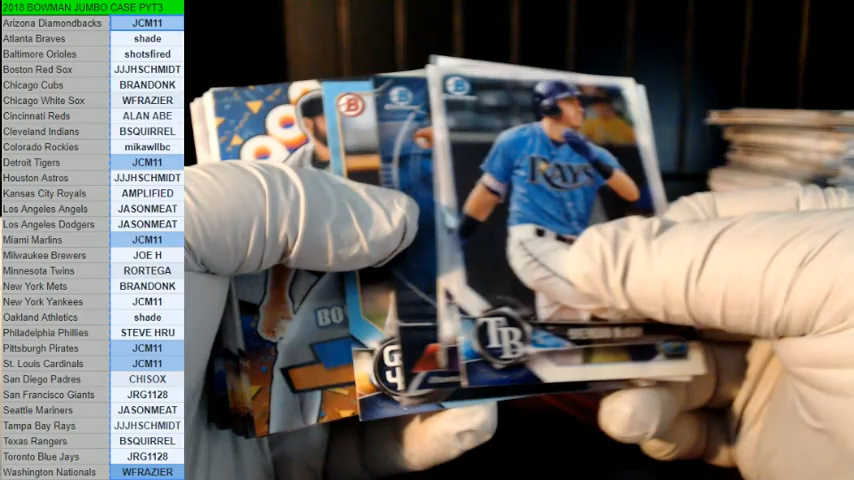 2018 BOWMAN JUMBO CASE PYT3
Arizona Diamondbacks JCM11
Atlanta Braves shade
Baltimore Orioles shotsfired
Boston Red Sox JJJHSCHMIDT
Chicago Cubs BRANDONK
Chicago White Sox WFRAZIER
Cincinnati Reds ALAN ABE
Cleveland Indians BSQUIRREL
Colorado Rockies mikawllbc
Detroit Tigers JCM11
Houston Astros JJJHSCHMIDT
Kansas City Royals AMPLIFIED
Los Angeles Angels JASONMEAT
Los Angeles Dodgers JASONMEAT
Miami Marlins JCM11
Milwaukee Brewers JOE H
Minnesota Twins RORTEGA
New York Mets BRANDONK
New York Yankees JCM11
Oakland Athletics shade
Philadelphia Phillies STEVE HRU
Pittsburgh Pirates JCM11
St. Louis Cardinals JCM11
San Diego Padres CHISOX
San Francisco Giants JRG1128
Seattle Mariners JASONMEAT
Tampa Bay Rays JJJHSCHMIDT
Texas Rangers BSQUIRREL
Toronto Blue Jays JRG1128
Washington Nationals WFRAZIER
B
RAYS
TB
BO